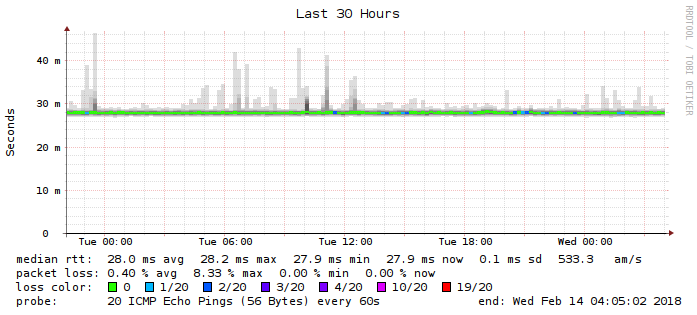 Last 30 Hours
RRDTOOL / TOBI OETIKER
Seconds
40 m
30 m
20 m
10 m
0
Tue 00:00 Tue 06:00 Tue 12:00 Tue 18:00 Wed 00:00
median rtt: 28.0 ms avg 28.2 ms max 27.9 ms min 27.9 ms now 0.1 ms sd 533.3 am/s
packet loss: 0.40 % avg 8.33 % max 0.00 % min 0.00 % now
loss color: 0 1/20 2/20 3/20 4/20 10/20 19/20
probe: 20 ICMP Echo Pings (56 Bytes) every 60s end: Wed Feb 14 04:05:02 2018